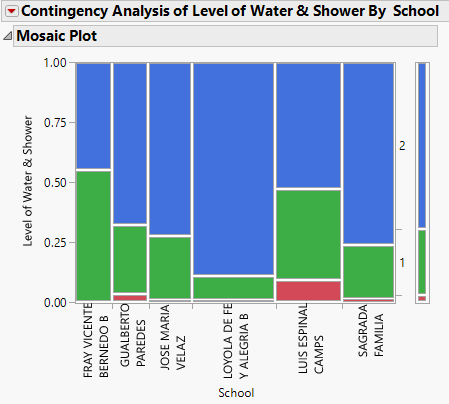 Contingency Analysis of Level of Water & Shower By School
Mosaic Plot
1.00
0.75
0.50
0.25
0.00
Level of Water & Shower
2
1
FRAY VICENTE
BERNEDO B
GUALBERTO
PAREDES
JOSE MARIA
VELAZ
LOYOLA DE FE
Y ALEGRIA B
LUIS ESPINAL
CAMPS
SAGRADA
FAMILIA
School